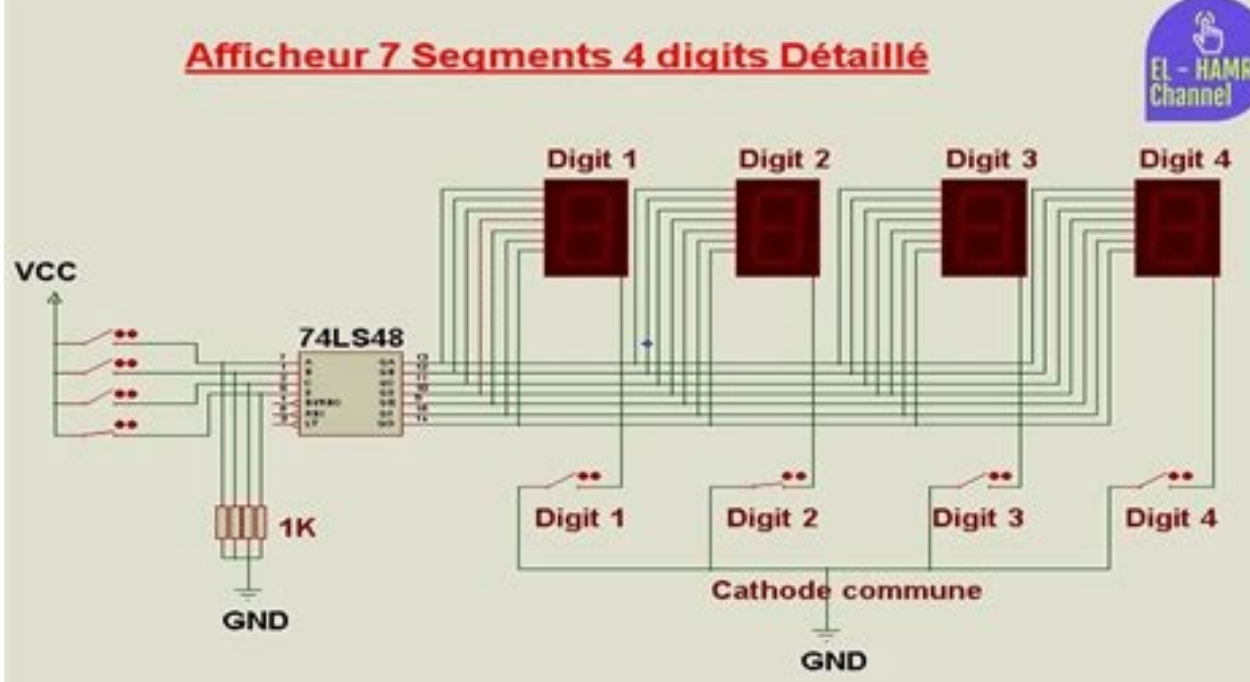 Afficheur 7 Segments 4 digits Détaillé
EL - HAMR
Channel
Digit 1
Digit 2
Digit 3
Digit 4
VCC
74LS48
1K
GND
Digit 1
Digit 2
Digit 3
Digit 4
Cathode commune
GND